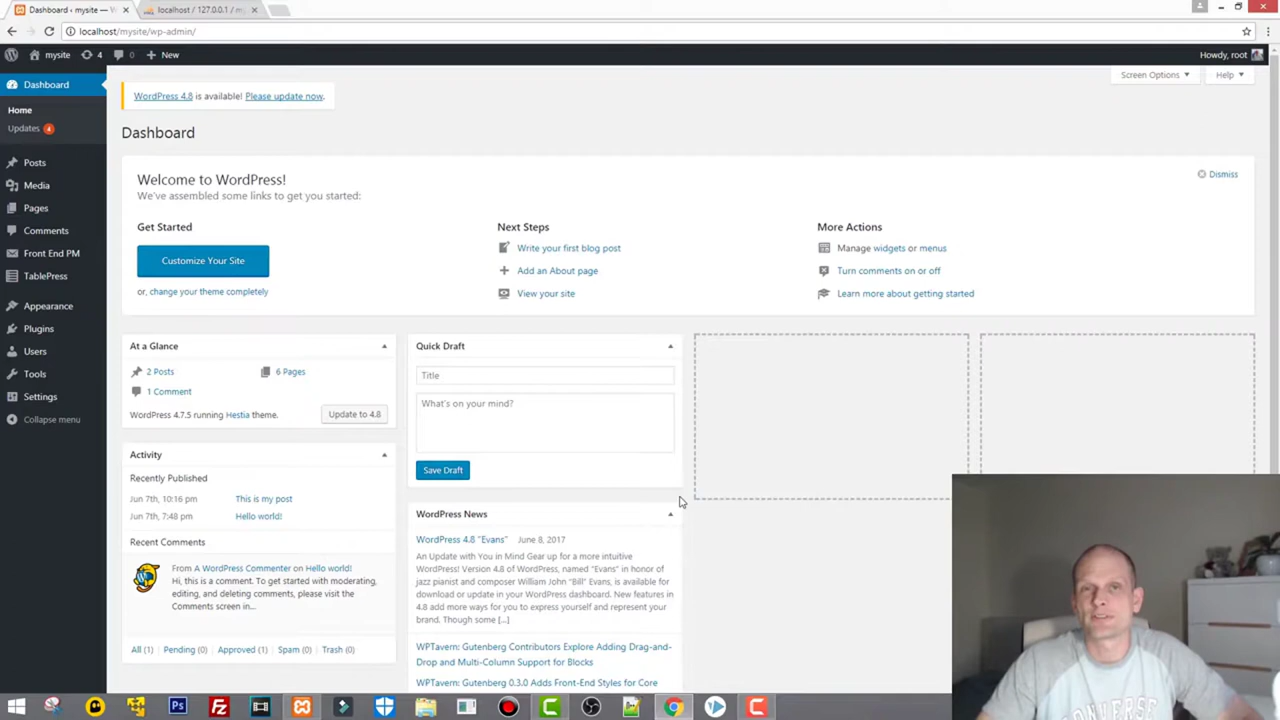 Dashboard ‹ mysite —
localhost / 127.0.0.1 / my
localhost/mysite/wp-admin/
mysite
4
0
New
Howdy, root
Dashboard
Home
Updates 4
Posts
Media
Pages
Comments
Front End PM
TablePress
Appearance
Plugins
Users
Tools
Settings
Collapse menu
Screen Options
Help
WordPress 4.8 is available! Please update now.
Dashboard
Welcome to WordPress!
We've assembled some links to get you started:
Dismiss
Get Started
Customize Your Site
or, change your theme completely
Next Steps
Write your first blog post
Add an About page
View your site
More Actions
Manage widgets or menus
Turn comments on or off
Learn more about getting started
At a Glance
2 Posts
6 Pages
1 Comment
WordPress 4.7.5 running Hestia theme.
Update to 4.8
Activity
Recently Published
Jun 7th, 10:16 pm This is my post
Jun 7th, 7:48 pm Hello world!
Recent Comments
From A WordPress Commenter on Hello world!
Hi, this is a comment. To get started with moderating,
editing, and deleting comments, please visit the
Comments screen in...
All (1) Pending (0) Approved (1) Spam (0) Trash (0)
Quick Draft
Title
What's on your mind?
Save Draft
WordPress News
WordPress 4.8 "Evans" June 8, 2017
An Update with You in Mind Gear up for a more intuitive
WordPress! Version 4.8 of WordPress, named "Evans" in honor of
jazz pianist and composer William John "Bill" Evans, is available for
download or update in your WordPress dashboard. New features in
4.8 add more ways for you to express yourself and represent your
brand. Though some [...]
WPTavern: Gutenberg Contributors Explore Adding Drag-and-
Drop and Multi-Column Support for Blocks
WPTavern: Gutenberg 0.3.0 Adds Front-End Styles for Core
Ps
Fz
CONVERSE